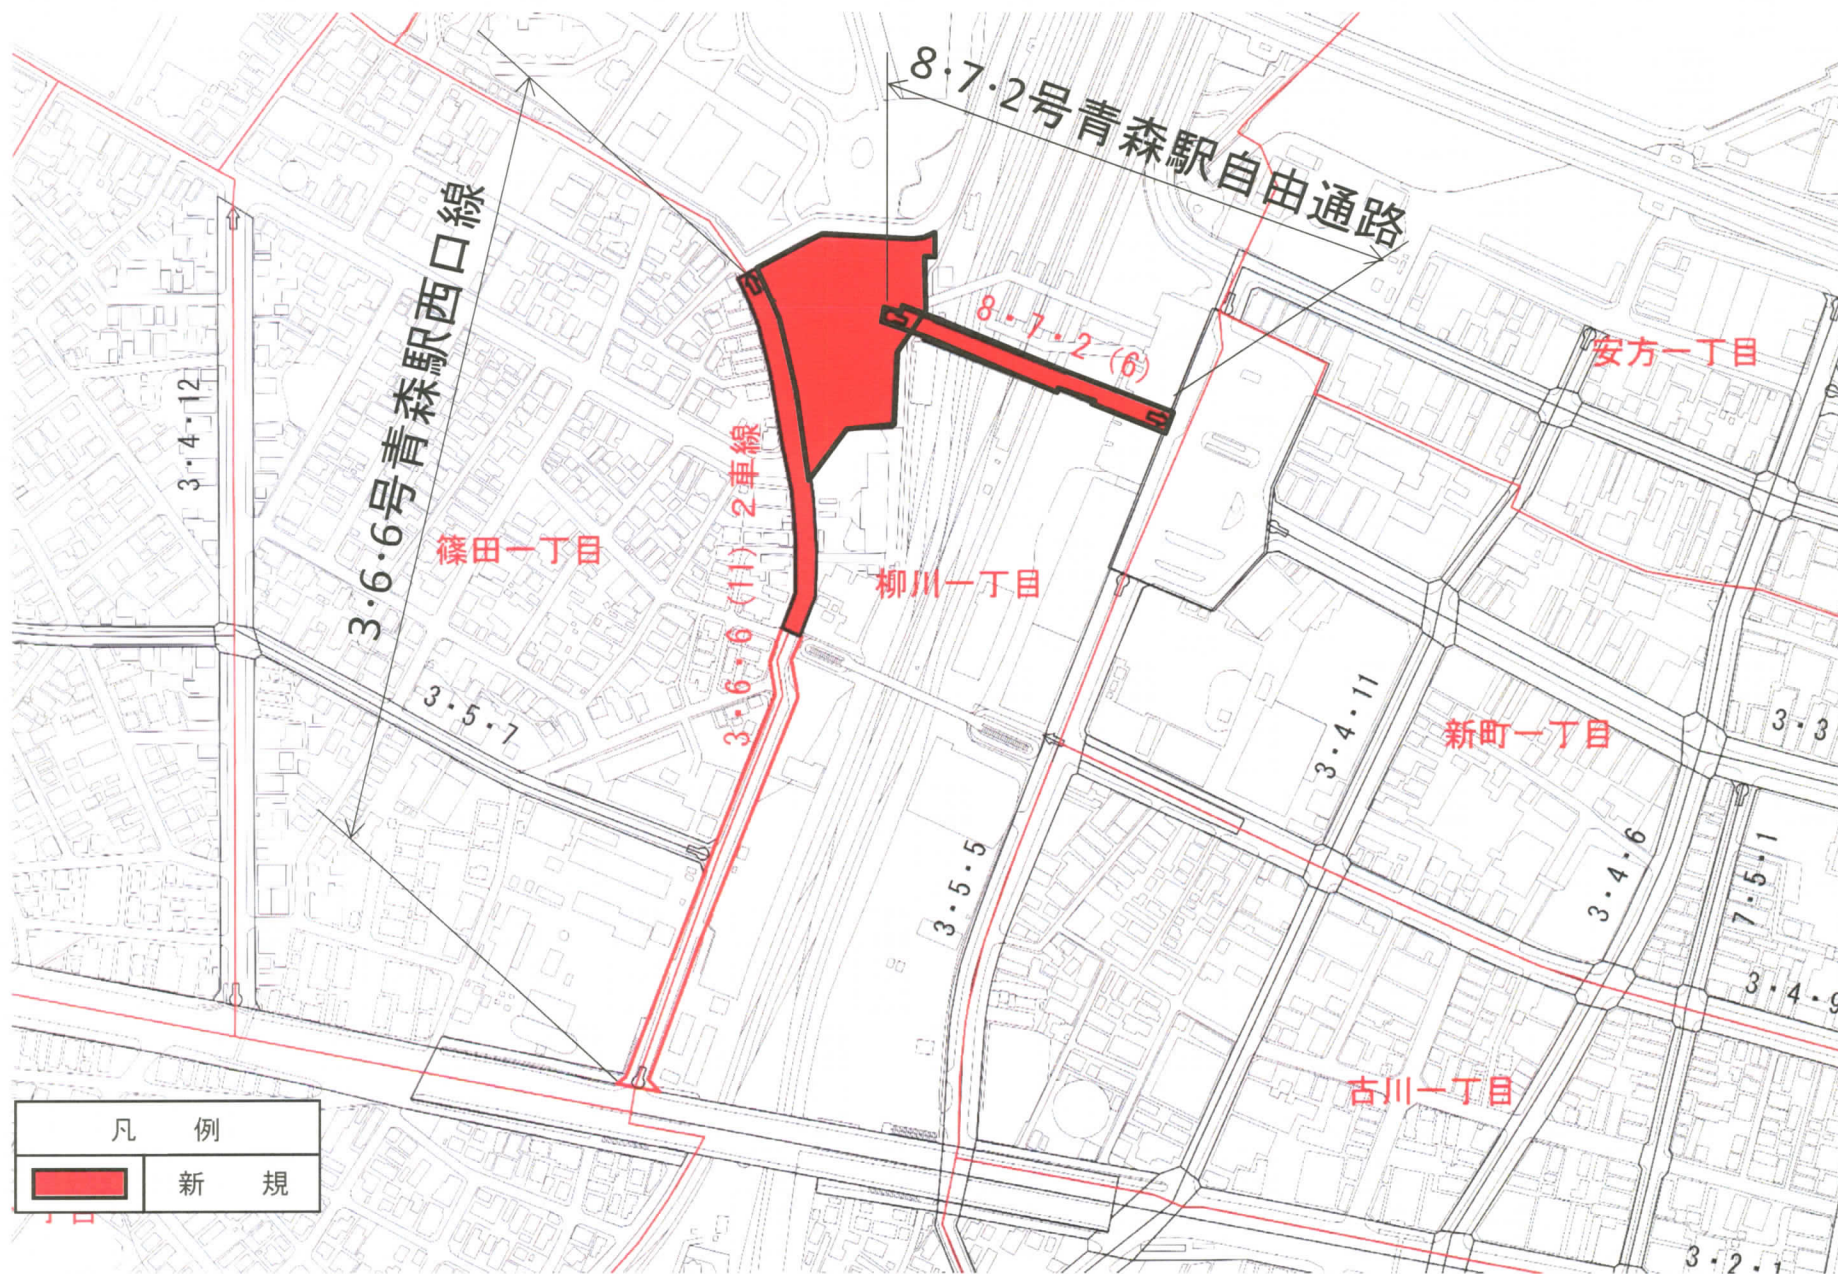 8・7・2号青森駅自由通路
3・6・6号青森駅西口線
8・7・2 (6)
安方一丁目
3・4・12
3・6・6 (11) 2車線
篠田一丁目
柳川一丁目
3・5・7
3・4・11
新町一丁目
3・3
3・5・5
3・4・6
7・5・1
3・4・9
古川一丁目
3・2・1
凡 例
新 規
丁目